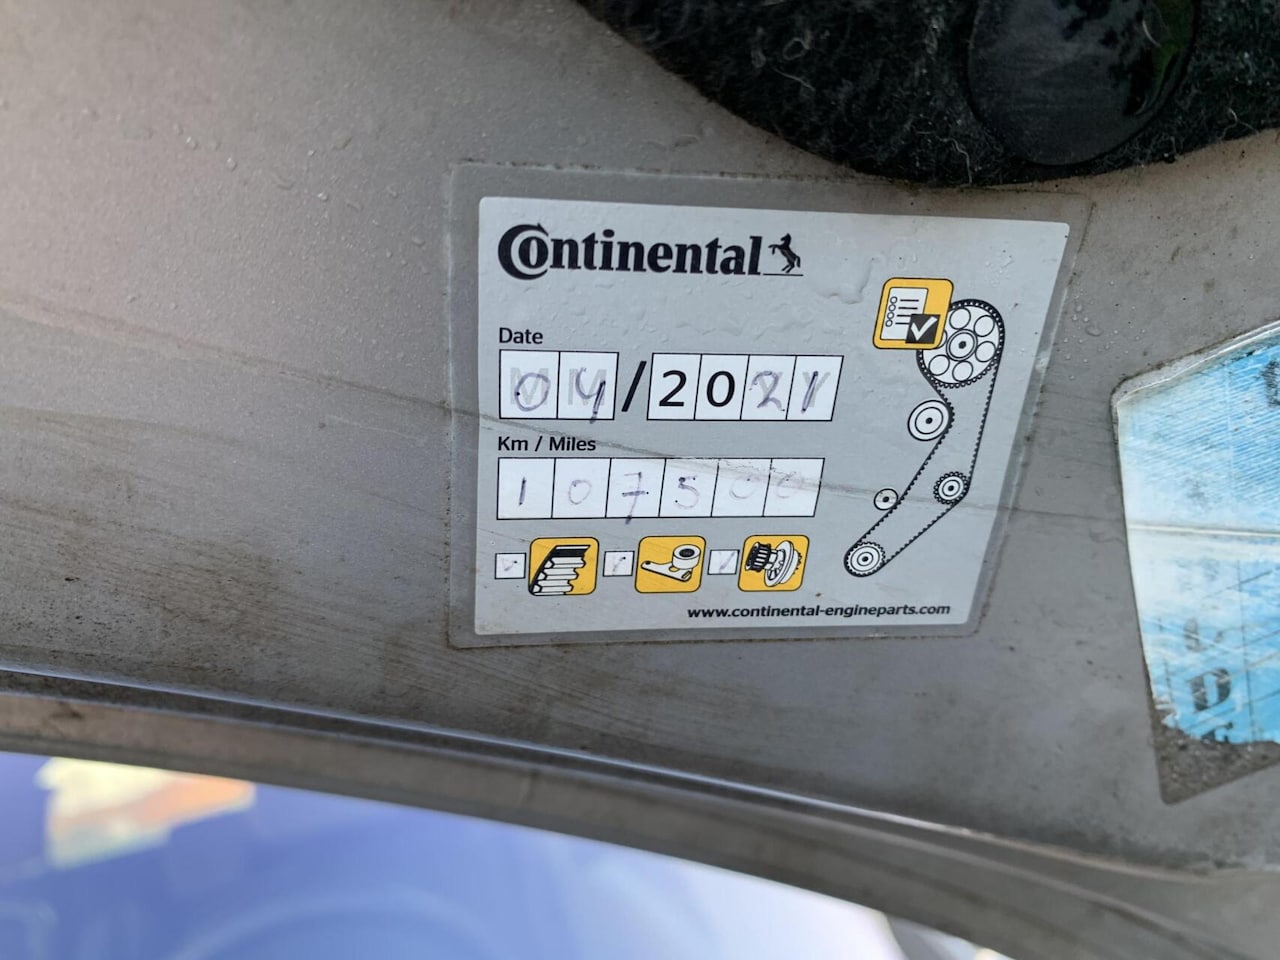 Continental
Date
04/2021
Km / Miles
107500
www.continental-engineparts.com